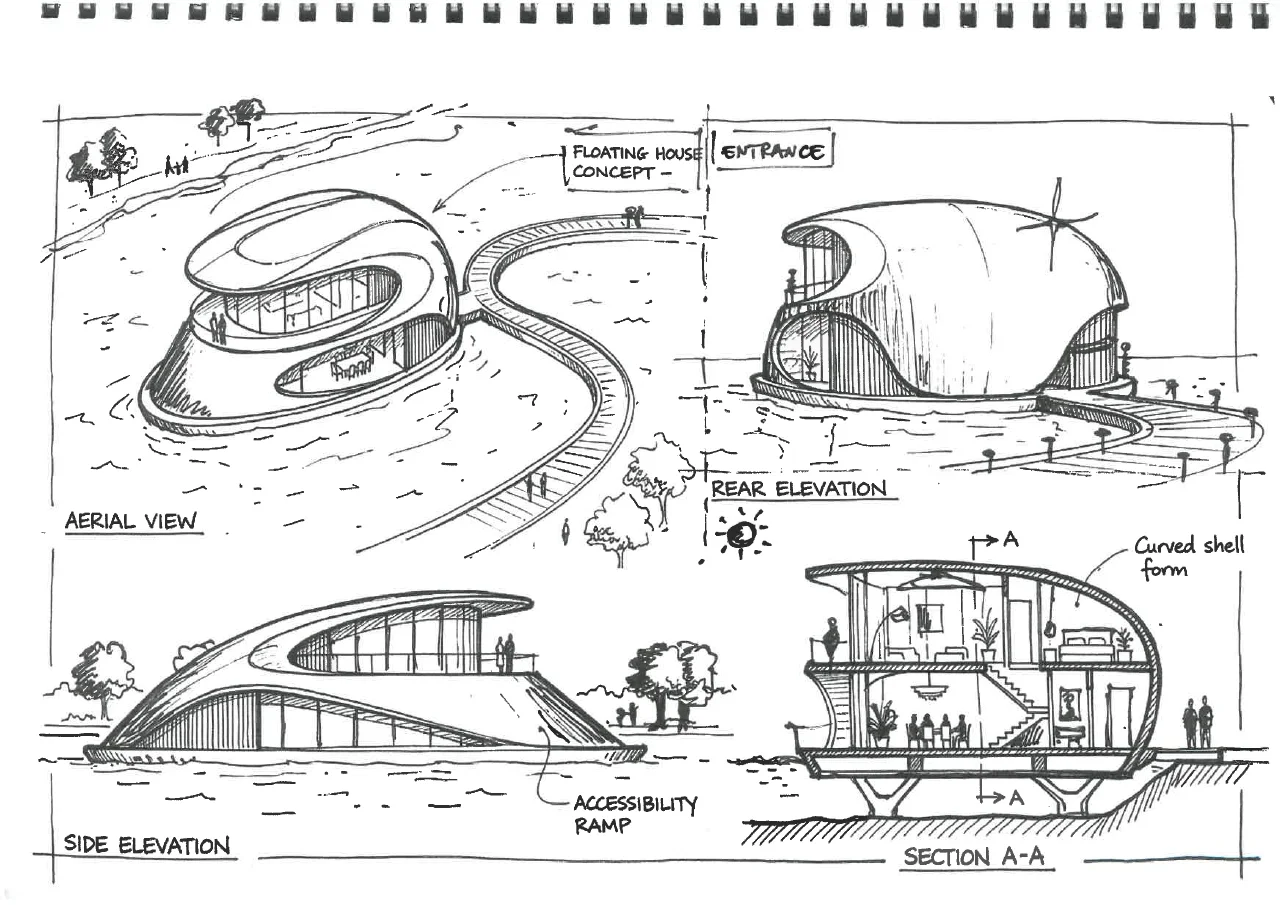 FLOATING HOUSE
CONCEPT –
ENTRANCE
AERIAL VIEW
REAR ELEVATION
A
Curved shell
form
ACCESSIBILITY
RAMP
A
SIDE ELEVATION
SECTION A-A